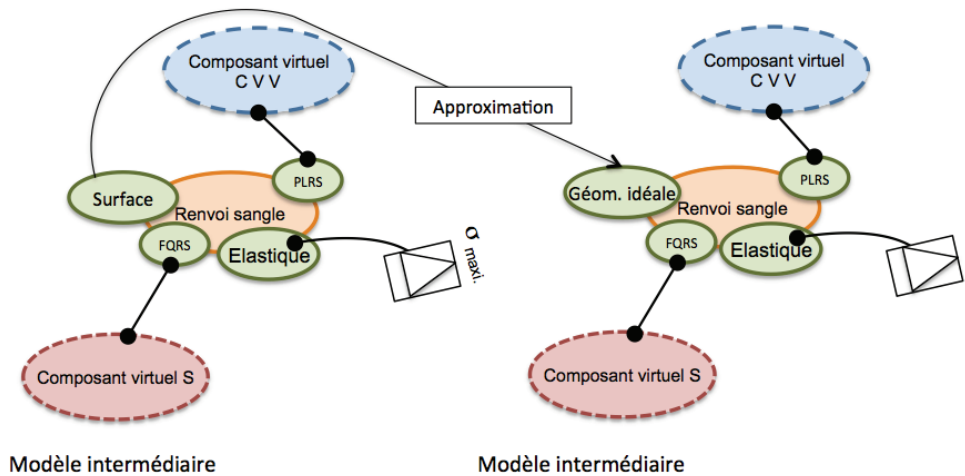 Composant virtuel
C V V
Approximation
PLRS
Surface
Renvoi sangle
FQRS
Elastique
σ maxi.
Composant virtuel S
Modèle intermédiaire
Composant virtuel
C V V
PLRS
Géom. idéale
Renvoi sangle
FQRS
Elastique
Composant virtuel S
Modèle intermédiaire